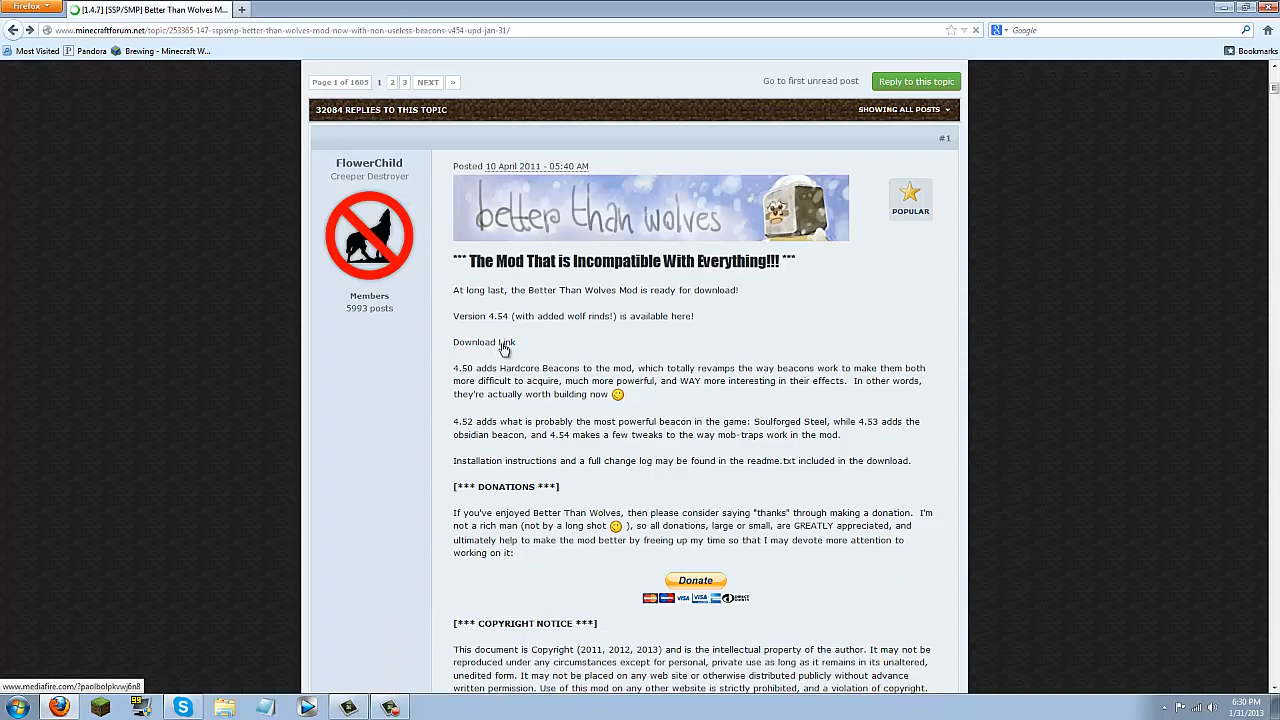 Firefox
[1.4.7] [SSP/SMP] Better Than Wolves M...
www.minecraftforum.net/topic/253365-147-sspsmp-better-than-wolves-mod-now-with-non-useless-beacons-v454-upd-jan-31/
Google
Most Visited
Pandora
Brewing - Minecraft W...
Bookmarks
Page 1 of 1605
1
2
3
NEXT
»
Go to first unread post
Reply to this topic
32084 REPLIES TO THIS TOPIC
SHOWING ALL POSTS
#1
FlowerChild
Creeper Destroyer
Members
5993 posts
Posted 10 April 2011 - 05:40 AM
better than wolves
POPULAR
*** The Mod That is Incompatible With Everything!!! ***
At long last, the Better Than Wolves Mod is ready for download!
Version 4.54 (with added wolf rinds!) is available here!
Download Link
4.50 adds Hardcore Beacons to the mod, which totally revamps the way beacons work to make them both
more difficult to acquire, much more powerful, and WAY more interesting in their effects. In other words,
they're actually worth building now
4.52 adds what is probably the most powerful beacon in the game: Soulforged Steel, while 4.53 adds the
obsidian beacon, and 4.54 makes a few tweaks to the way mob-traps work in the mod.
Installation instructions and a full change log may be found in the readme.txt included in the download.
[*** DONATIONS ***]
If you've enjoyed Better Than Wolves, then please consider saying "thanks" through making a donation. I'm
not a rich man (not by a long shot ), so all donations, large or small, are GREATLY appreciated, and
ultimately help to make the mod better by freeing up my time so that I may devote more attention to
working on it:
Donate
VISA VISA
[*** COPYRIGHT NOTICE ***]
This document is Copyright (2011, 2012, 2013) and is the intellectual property of the author. It may not be
reproduced under any circumstances except for personal, private use as long as it remains in its unaltered,
unedited form. It may not be placed on any web site or otherwise distributed publicly without advance
written permission. Use of this mod on any other website is strictly prohibited, and a violation of copyright.
6:30 PM
1/31/2013